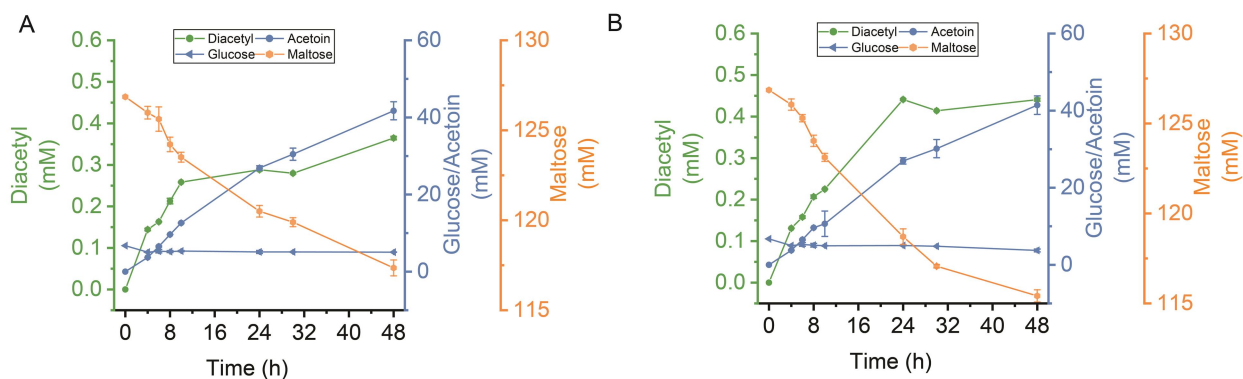 A
Diacetyl Acetoin
Glucose Maltose
0.6
0.5
0.4
0.3
0.2
0.1
0.0
Diacetyl
(mM)
60
40
20
0
Glucose/Acetoin
(mM)
130
125
120
115
Maltose
(mM)
0 8 16 24 32 40 48
Time (h)
B
Diacetyl Acetoin
Glucose Maltose
0.6
0.5
0.4
0.3
0.2
0.1
0.0
Diacetyl
(mM)
60
40
20
0
Glucose/Acetoin
(mM)
130
125
120
115
Maltose
(mM)
0 8 16 24 32 40 48
Time (h)